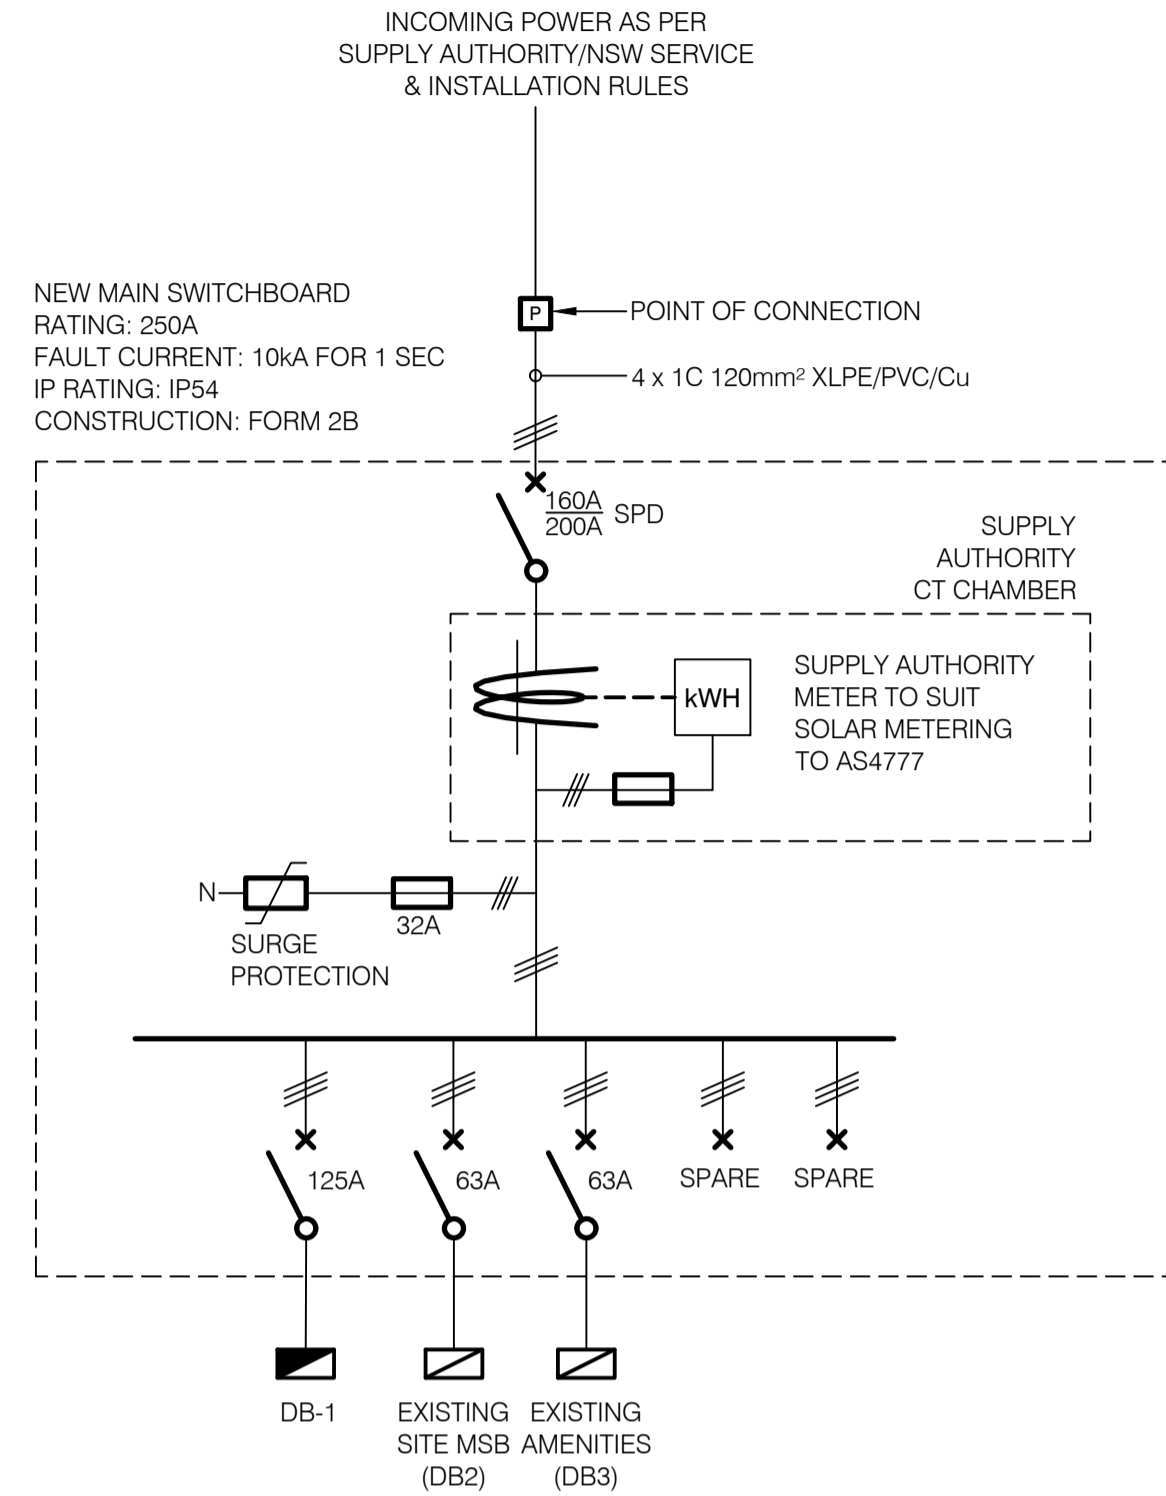 INCOMING POWER AS PER
SUPPLY AUTHORITY/NSW SERVICE
& INSTALLATION RULES
NEW MAIN SWITCHBOARD
RATING: 250A
FAULT CURRENT: 10kA FOR 1 SEC
IP RATING: IP54
CONSTRUCTION: FORM 2B
P
POINT OF CONNECTION
4 x 1C 120mm² XLPE/PVC/Cu
160A
200A
SPD
SUPPLY
AUTHORITY
CT CHAMBER
kWH
SUPPLY AUTHORITY
METER TO SUIT
SOLAR METERING
TO AS4777
N
32A
SURGE
PROTECTION
125A
63A
63A
SPARE
SPARE
DB-1
EXISTING
SITE MSB
(DB2)
EXISTING
AMENITIES
(DB3)